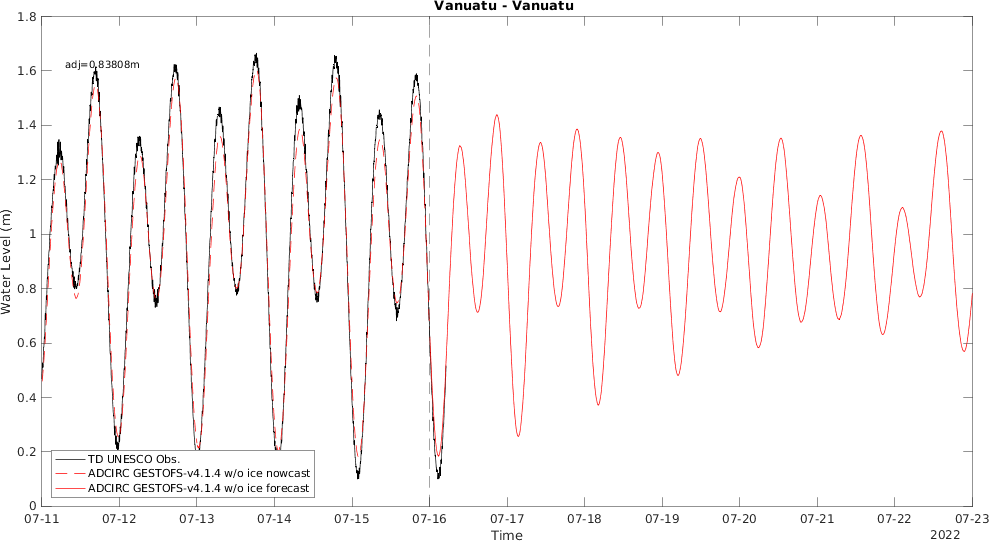 Vanuatu - Vanuatu
adj=0.83808m
Water Level (m)
1.8
1.6
1.4
1.2
1
0.8
0.6
0.4
0.2
0
TD UNESCO Obs.
ADCIRC GESTOFS-v4.1.4 w/o ice nowcast
ADCIRC GESTOFS-v4.1.4 w/o ice forecast
07-11 07-12 07-13 07-14 07-15 07-16 07-17 07-18 07-19 07-20 07-21 07-22 07-23
Time
2022